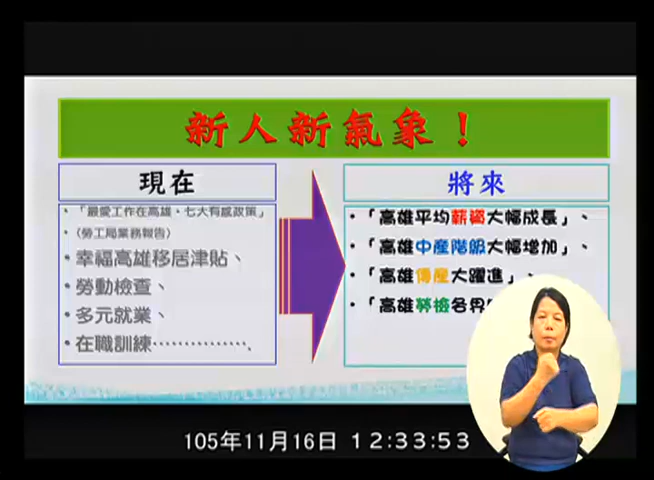 新人新氣象！
現在
•「最愛工作在高雄，七大有感政策」
•（勞工局業務報告）
•幸福高雄移居津貼、
•勞動檢查、
•多元就業、
•在職訓練……………、
將來
•「高雄平均薪資大幅成長」、
•「高雄中產階級大幅增加」、
•「高雄傳產大躍進」、
•「高雄勞檢各界
105年11月16日 12:33:53